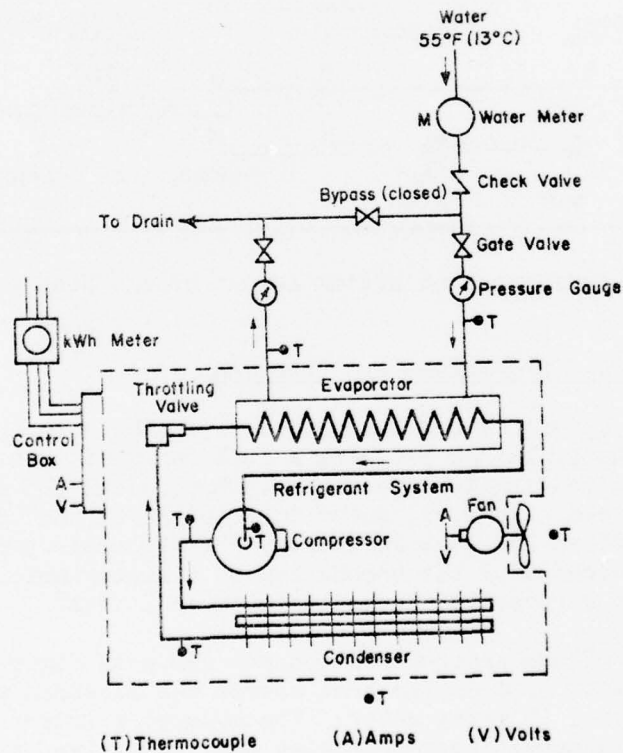 Water
55°F (13°C)
M
Water Meter
Check Valve
Bypass (closed)
To Drain
Gate Valve
Pressure Gauge
T
T
kWh Meter
Throttling
Valve
Evaporator
Control
Box
A
V
Refrigerant System
T
T
Compressor
A
V
Fan
T
T
Condenser
T
(T) Thermocouple
(A) Amps
(V) Volts